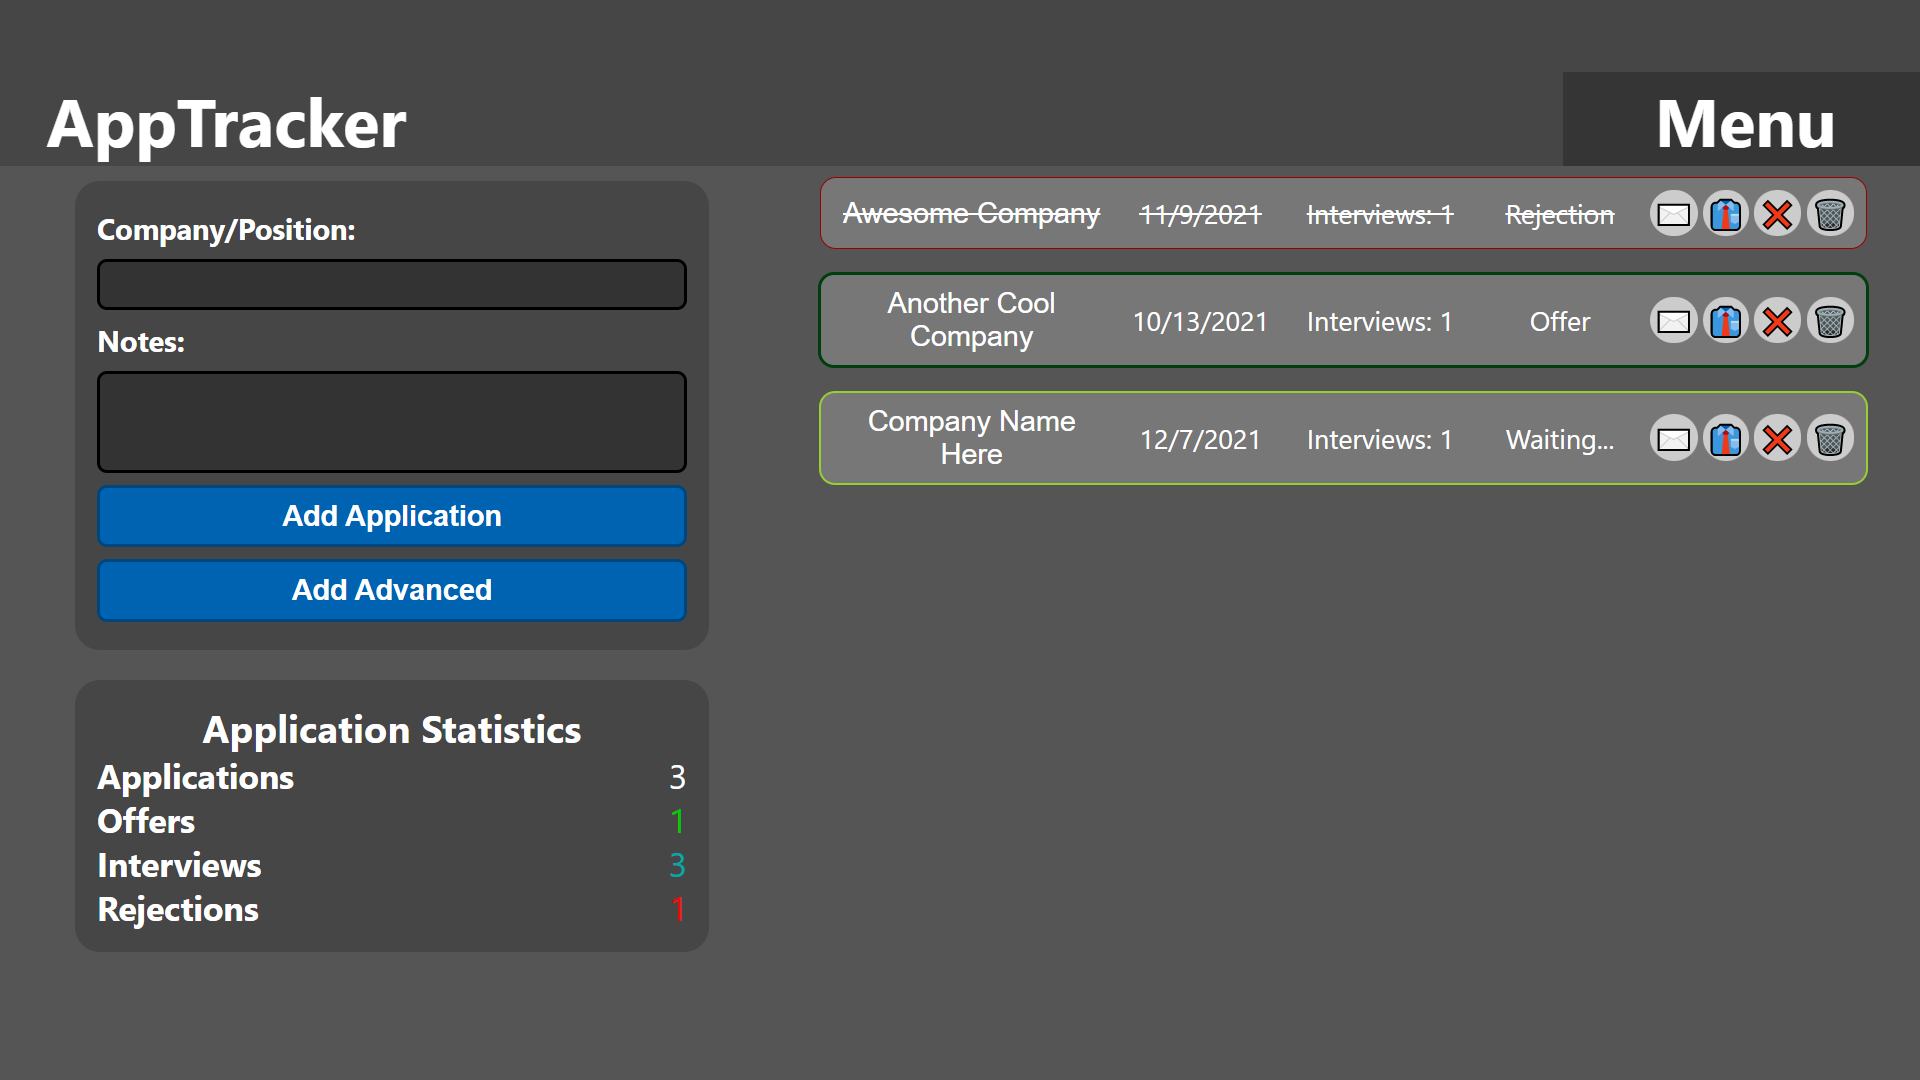 AppTracker
Menu
Company/Position:
Notes:
Add Application
Add Advanced
Application Statistics
Applications 3
Offers 1
Interviews 3
Rejections 1
Awesome Company 11/9/2021 Interviews: 1 Rejection
Another Cool
Company
10/13/2021 Interviews: 1 Offer
Company Name
Here
12/7/2021 Interviews: 1 Waiting...